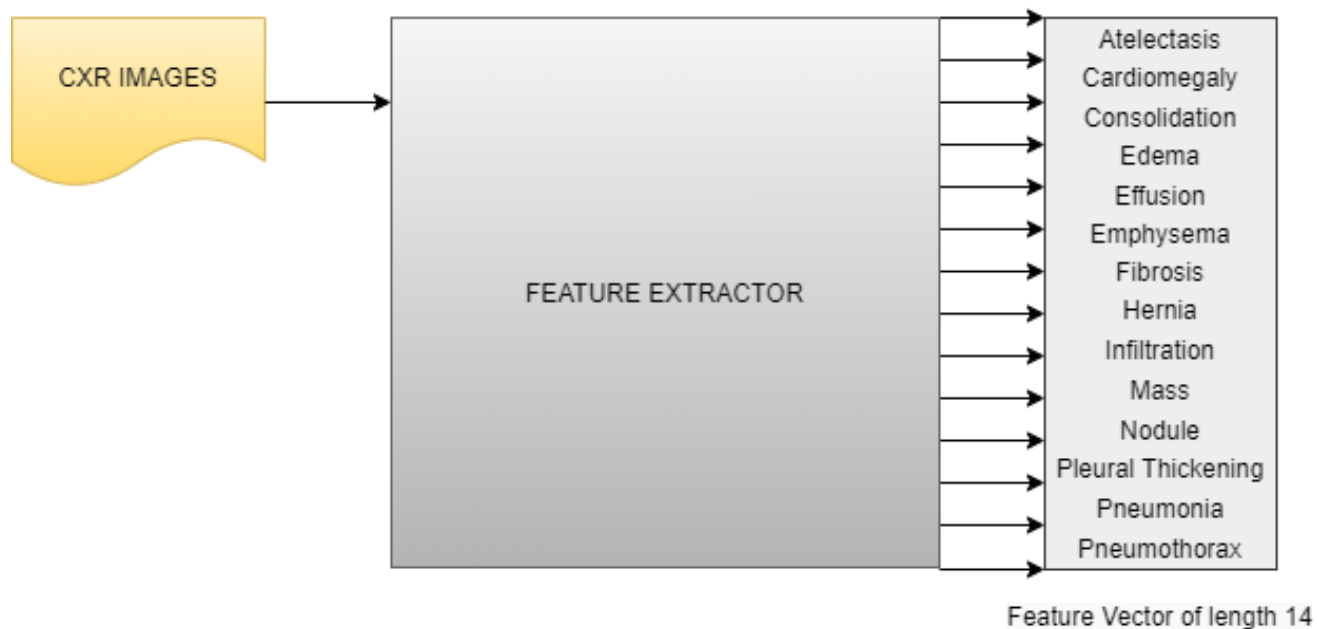 CXR IMAGES
FEATURE EXTRACTOR
Atelectasis
Cardiomegaly
Consolidation
Edema
Effusion
Emphysema
Fibrosis
Hernia
Infiltration
Mass
Nodule
Pleural Thickening
Pneumonia
Pneumothorax
Feature Vector of length 14